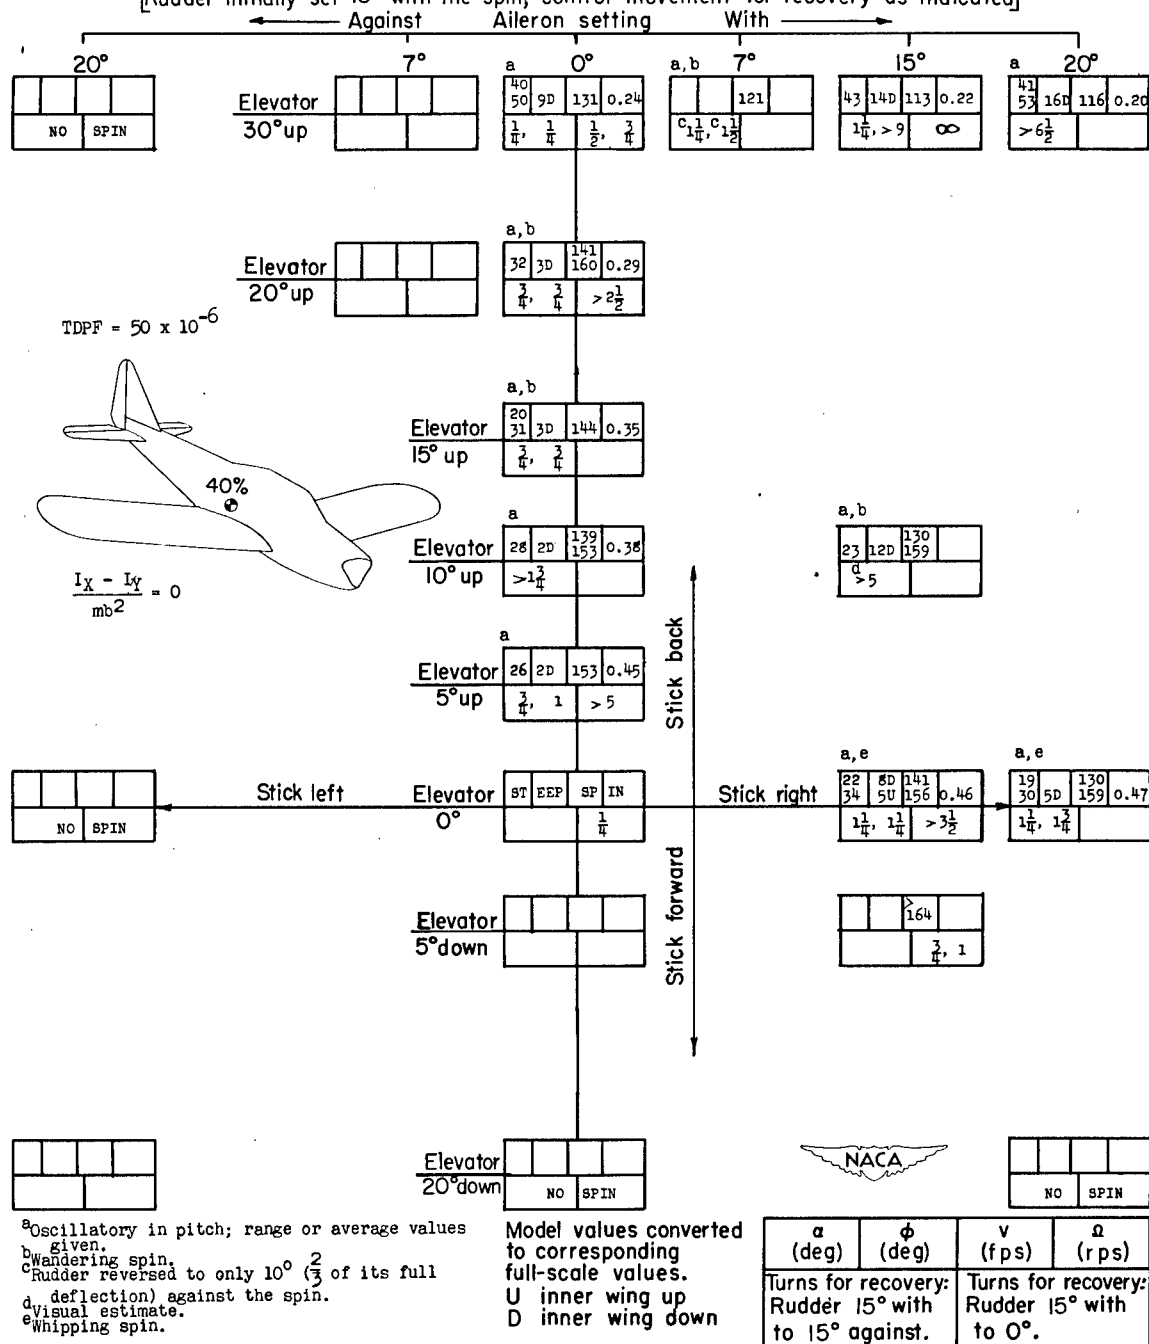 [Rudder initially set 15° with the spin; control movement for recovery as indicated]
Against Aileron setting With
20° 7° 0° 7° 15° 20°
a a,b a
Elevator
30° up
NO SPIN
40
50 9D 131 0.24
1/4, 1/4 1/2, 3/4
121
c1 1/4, c1 1/2
43 14D 113 0.22
1 1/4, >9 ∞
41
53 16D 116 0.20
>6 1/2
a,b
Elevator
20° up
32 3D 141
160 0.29
3/4, 3/4 >2 1/2
TDPF = 50 x 10-6
40%
IX - IY
mb2 = 0
a,b
Elevator
15° up
20
31 3D 144 0.35
3/4, 3/4
a
Elevator
10° up
28 2D 139
153 0.38
>1 3/4
a,b
23 12D 130
159
d
>5
a
Elevator
5° up
26 2D 153 0.45
3/4, 1 >5
Stick back
Stick left
NO SPIN
Elevator
0°
ST EEP SP IN
1/4
Stick right
a,e
22 8D 141
34 5U 156 0.46
1 1/4, 1 1/4 >3 1/2
a,e
19 130
30 5D 159 0.47
1 1/4, 1 3/4
Stick forward
Elevator
5° down
>
164
3/4, 1
Elevator
20° down
NO SPIN
NACA
NO SPIN
aOscillatory in pitch; range or average values
given.
bWandering spin.
cRudder reversed to only 10° (2/3 of its full
deflection) against the spin.
dVisual estimate.
eWhipping spin.
Model values converted
to corresponding
full-scale values.
U inner wing up
D inner wing down
α ϕ V Ω
(deg) (deg) (fps) (rps)
Turns for recovery:
Rudder 15° with
to 15° against.
Turns for recovery:
Rudder 15° with
to 0°.